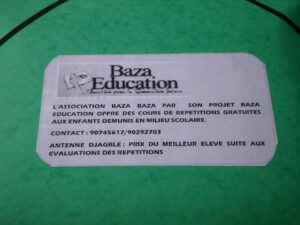 Baza
Education
L'ASSOCIATION BAZA BAZA PAR SON PROJET BAZA
EDUCATION OFFRE DES COURS DE REPETITIONS GRATUITES
AUX ENFANTS DEMUNIS EN MILIEU SCOLAIRE.
CONTACT : 90745617/90292703
ANTENNE DJAGBLE : PRIX DU MEILLEUR ELEVE SUITE AUX
EVALUATIONS DES REPETITIONS